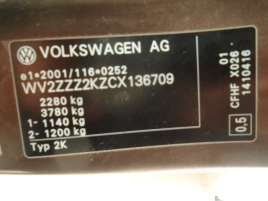 VOLKSWAGEN AG
e1*2001/116*0252
WV2ZZZ2KZCX136709
2280 kg
3780 kg
1- 1140 kg
2- 1200 kg
Typ 2K
01
CFHF X026
1410416
0,5